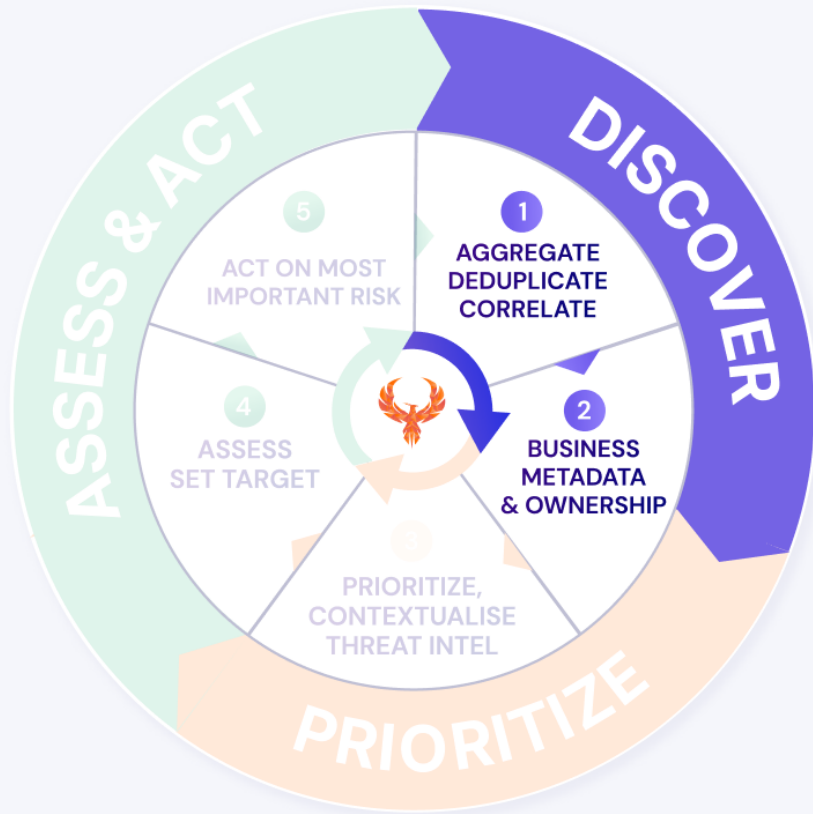 DISCOVER
1
AGGREGATE
DEDUPLICATE
CORRELATE
2
BUSINESS
METADATA
& OWNERSHIP
PRIORITIZE
3
PRIORITIZE,
CONTEXTUALISE
THREAT INTEL
ASSESS & ACT
4
ASSESS
SET TARGET
5
ACT ON MOST
IMPORTANT RISK